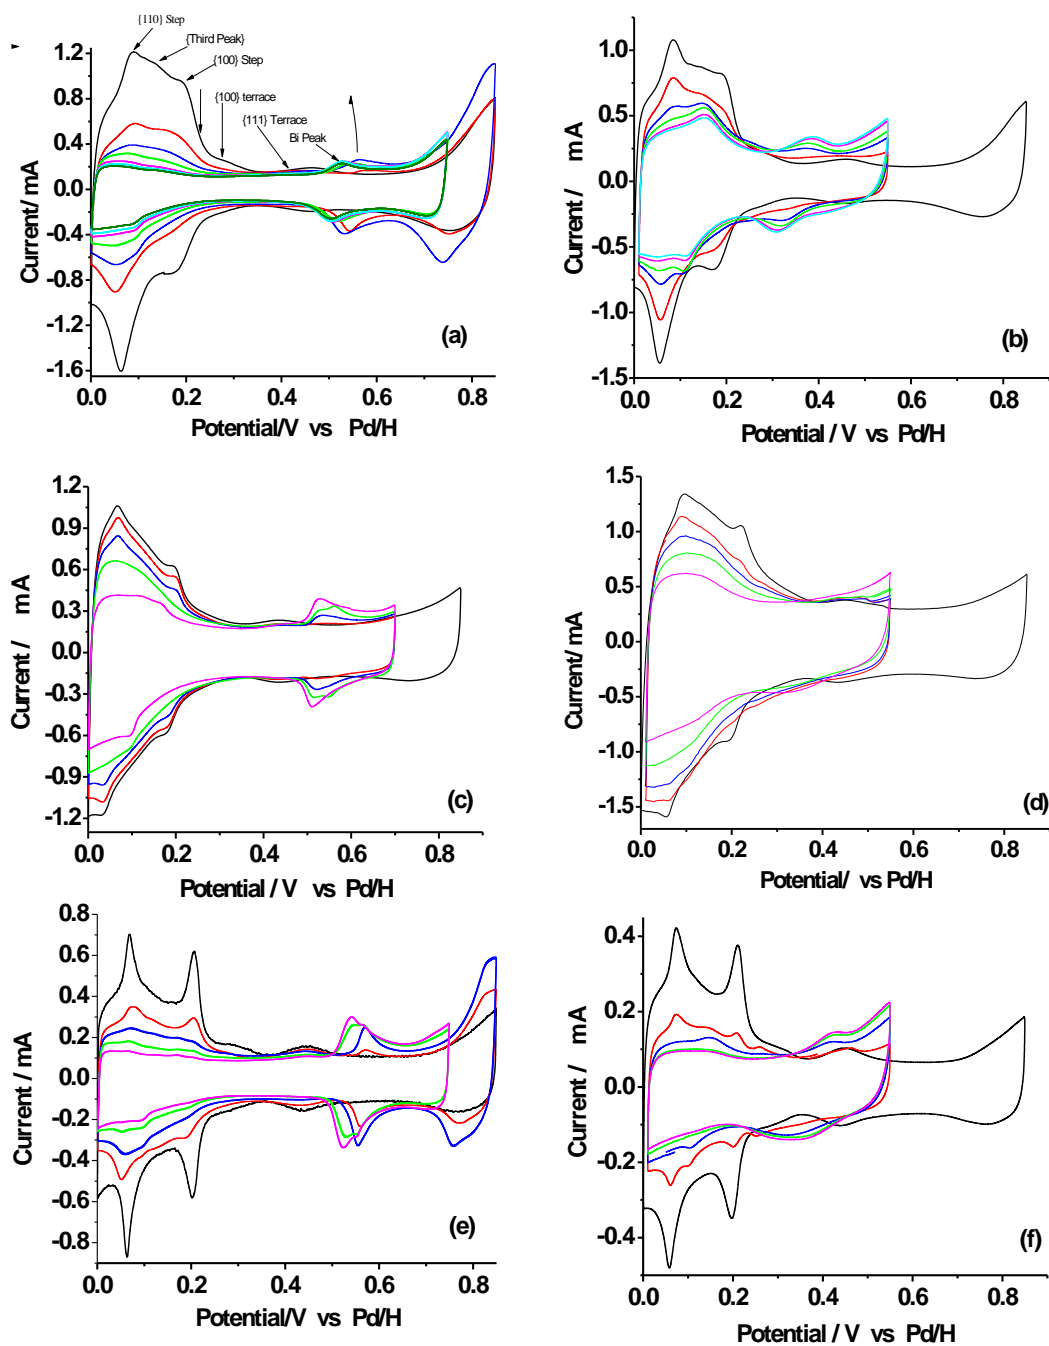 {110} Step
{Third Peak}
{100} Step
{100} terrace
{111} Terrace
Bi Peak
1.2
0.8
0.4
0.0
-0.4
-0.8
-1.2
-1.6
Current/ mA
(a)
0.0 0.2 0.4 0.6 0.8
Potential/V vs Pd/H
1.0
0.5
0.0
-0.5
-1.0
-1.5
Current / mA
(b)
0.0 0.2 0.4 0.6 0.8
Potential / V vs Pd/H
1.2
0.9
0.6
0.3
0.0
-0.3
-0.6
-0.9
-1.2
Current / mA
(c)
0.0 0.2 0.4 0.6 0.8
Potential / V vs Pd/H
1.5
1.0
0.5
0.0
-0.5
-1.0
-1.5
Current/ mA
(d)
0.0 0.2 0.4 0.6 0.8
Potential/ vs Pd/H
0.8
0.6
0.4
0.2
0.0
-0.2
-0.4
-0.6
-0.8
Current / mA
(e)
0.0 0.2 0.4 0.6 0.8
Potential/V vs Pd/H
0.4
0.2
0.0
-0.2
-0.4
Current / mA
(f)
0.0 0.2 0.4 0.6 0.8
Potential / V vs Pd/H